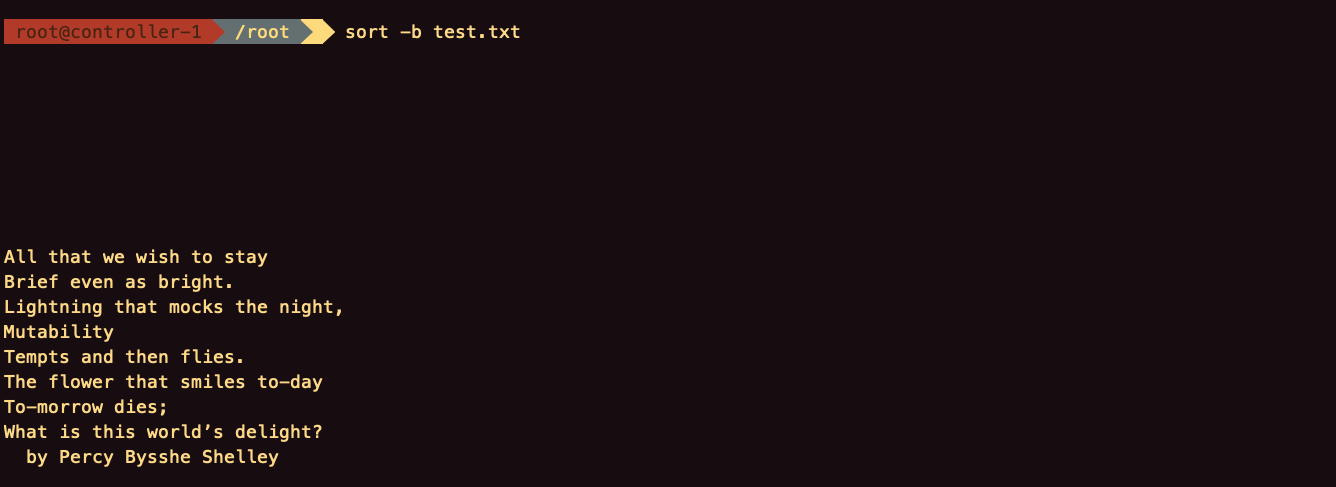 root@controller-1 /root sort -b test.txt
All that we wish to stay
Brief even as bright.
Lightning that mocks the night,
Mutability
Tempts and then flies.
The flower that smiles to-day
To-morrow dies;
What is this world’s delight?
  by Percy Bysshe Shelley